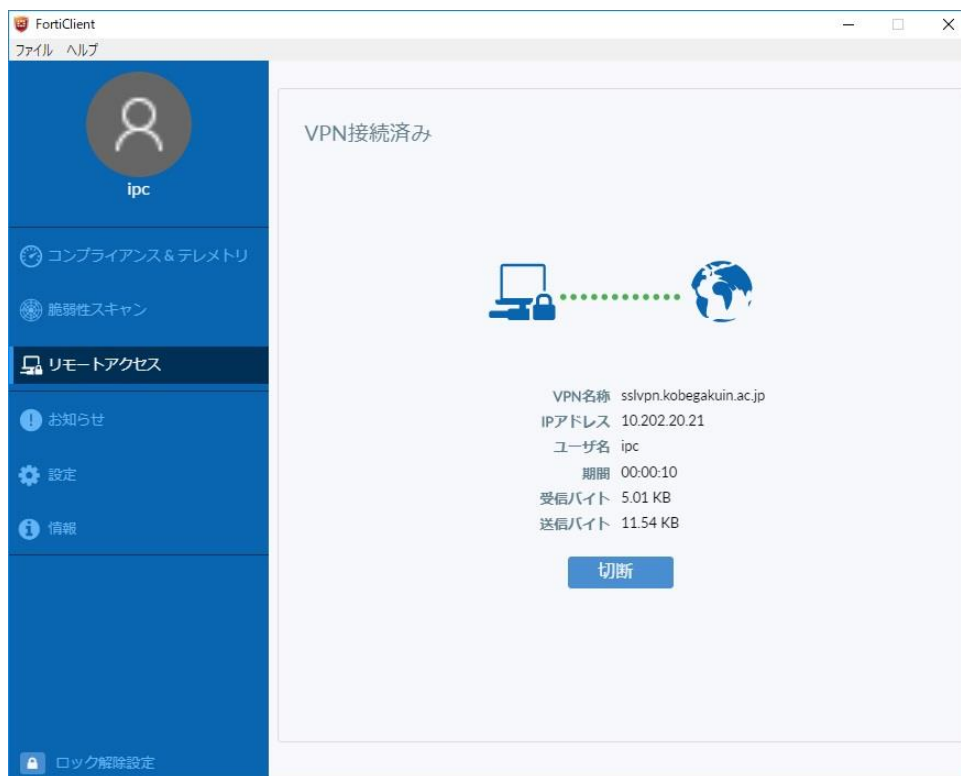 FortiClient
ファイル ヘルプ
ipc
コンプライアンス & テレメトリ
脆弱性スキャン
リモートアクセス
お知らせ
設定
情報
ロック解除設定
VPN接続済み
VPN名称 sslvpn.kobegakuin.ac.jp
IPアドレス 10.202.20.21
ユーザ名 ipc
期間 00:00:10
受信バイト 5.01 KB
送信バイト 11.54 KB
切断